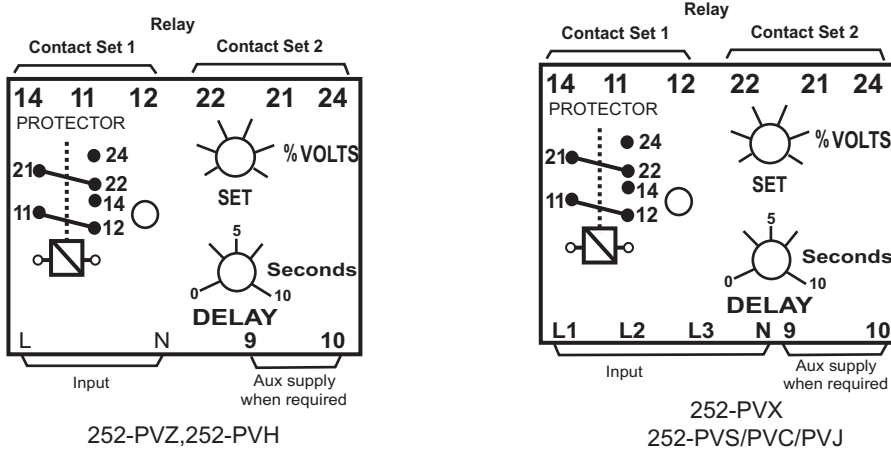 Relay
Contact Set 1 Contact Set 2
14 11 12 22 21 24
PROTECTOR
24
21
22
14
11
12
% VOLTS
SET
5
Seconds
0
10
DELAY
L N 9 10
Input
Aux supply
when required
252-PVZ,252-PVH
Relay
Contact Set 1 Contact Set 2
14 11 12 22 21 24
PROTECTOR
24
21
22
14
11
12
% VOLTS
SET
5
Seconds
0
10
DELAY
L1 L2 L3 N 9 10
Input
Aux supply
when required
252-PVX
252-PVS/PVC/PVJ